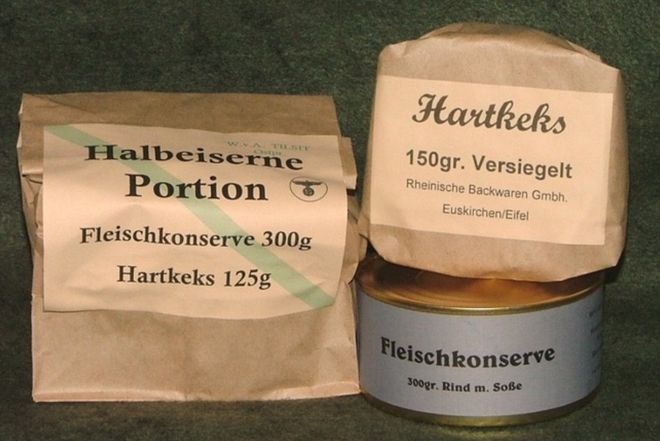 W.v.A. TILSIT
Ostpr.
Halbeiserne
Portion
Fleischkonserve 300g
Hartkeks 125g
Hartkeks
150gr. Versiegelt
Rheinische Backwaren Gmbh.
Euskirchen/Eifel
Fleischkonserve
300gr. Rind m. Soße